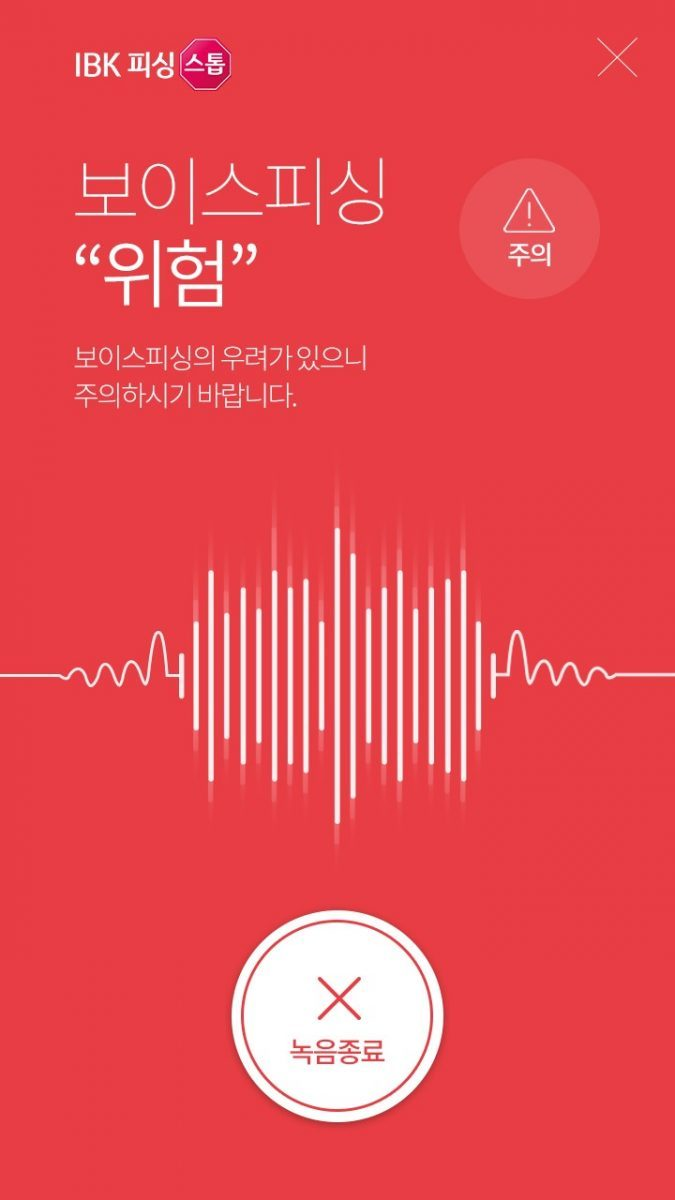 IBK 피싱 스톱
보이스피싱
“위험”
주의
보이스피싱의 우려가 있으니
주의하시기 바랍니다.
녹음종료